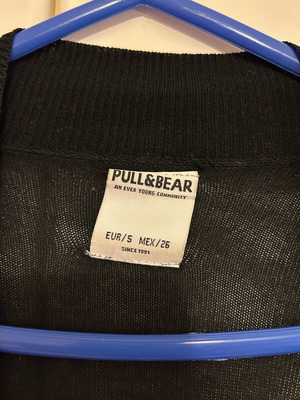 PULL&BEAR
AN EVER YOUNG COMMUNITY
EUR/S MEX/26
SINCE 1991